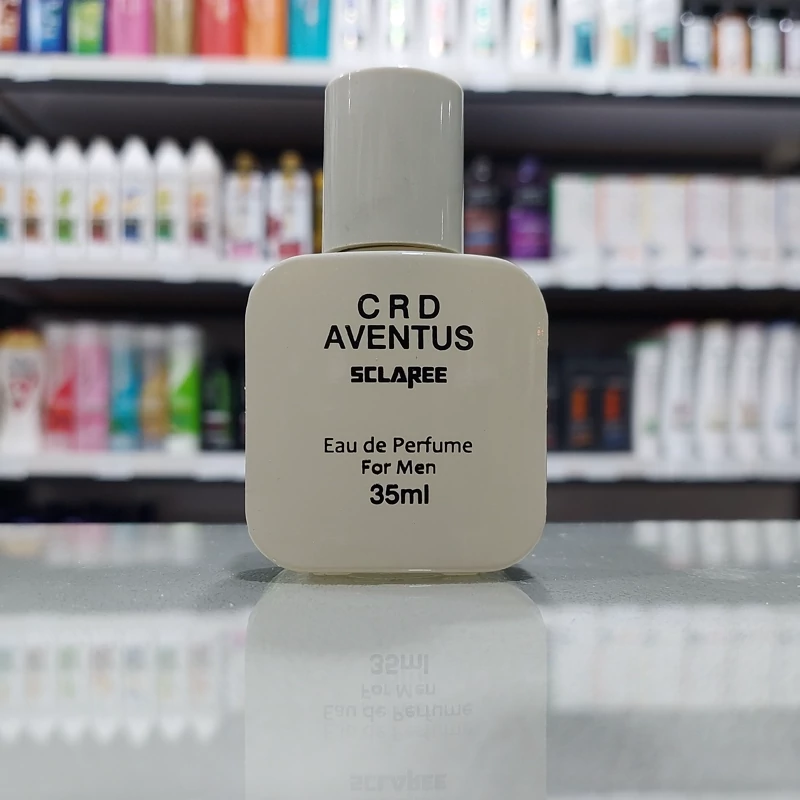 CRD
AVENTUS
SCLAREE
Eau de Perfume
For Men
35ml